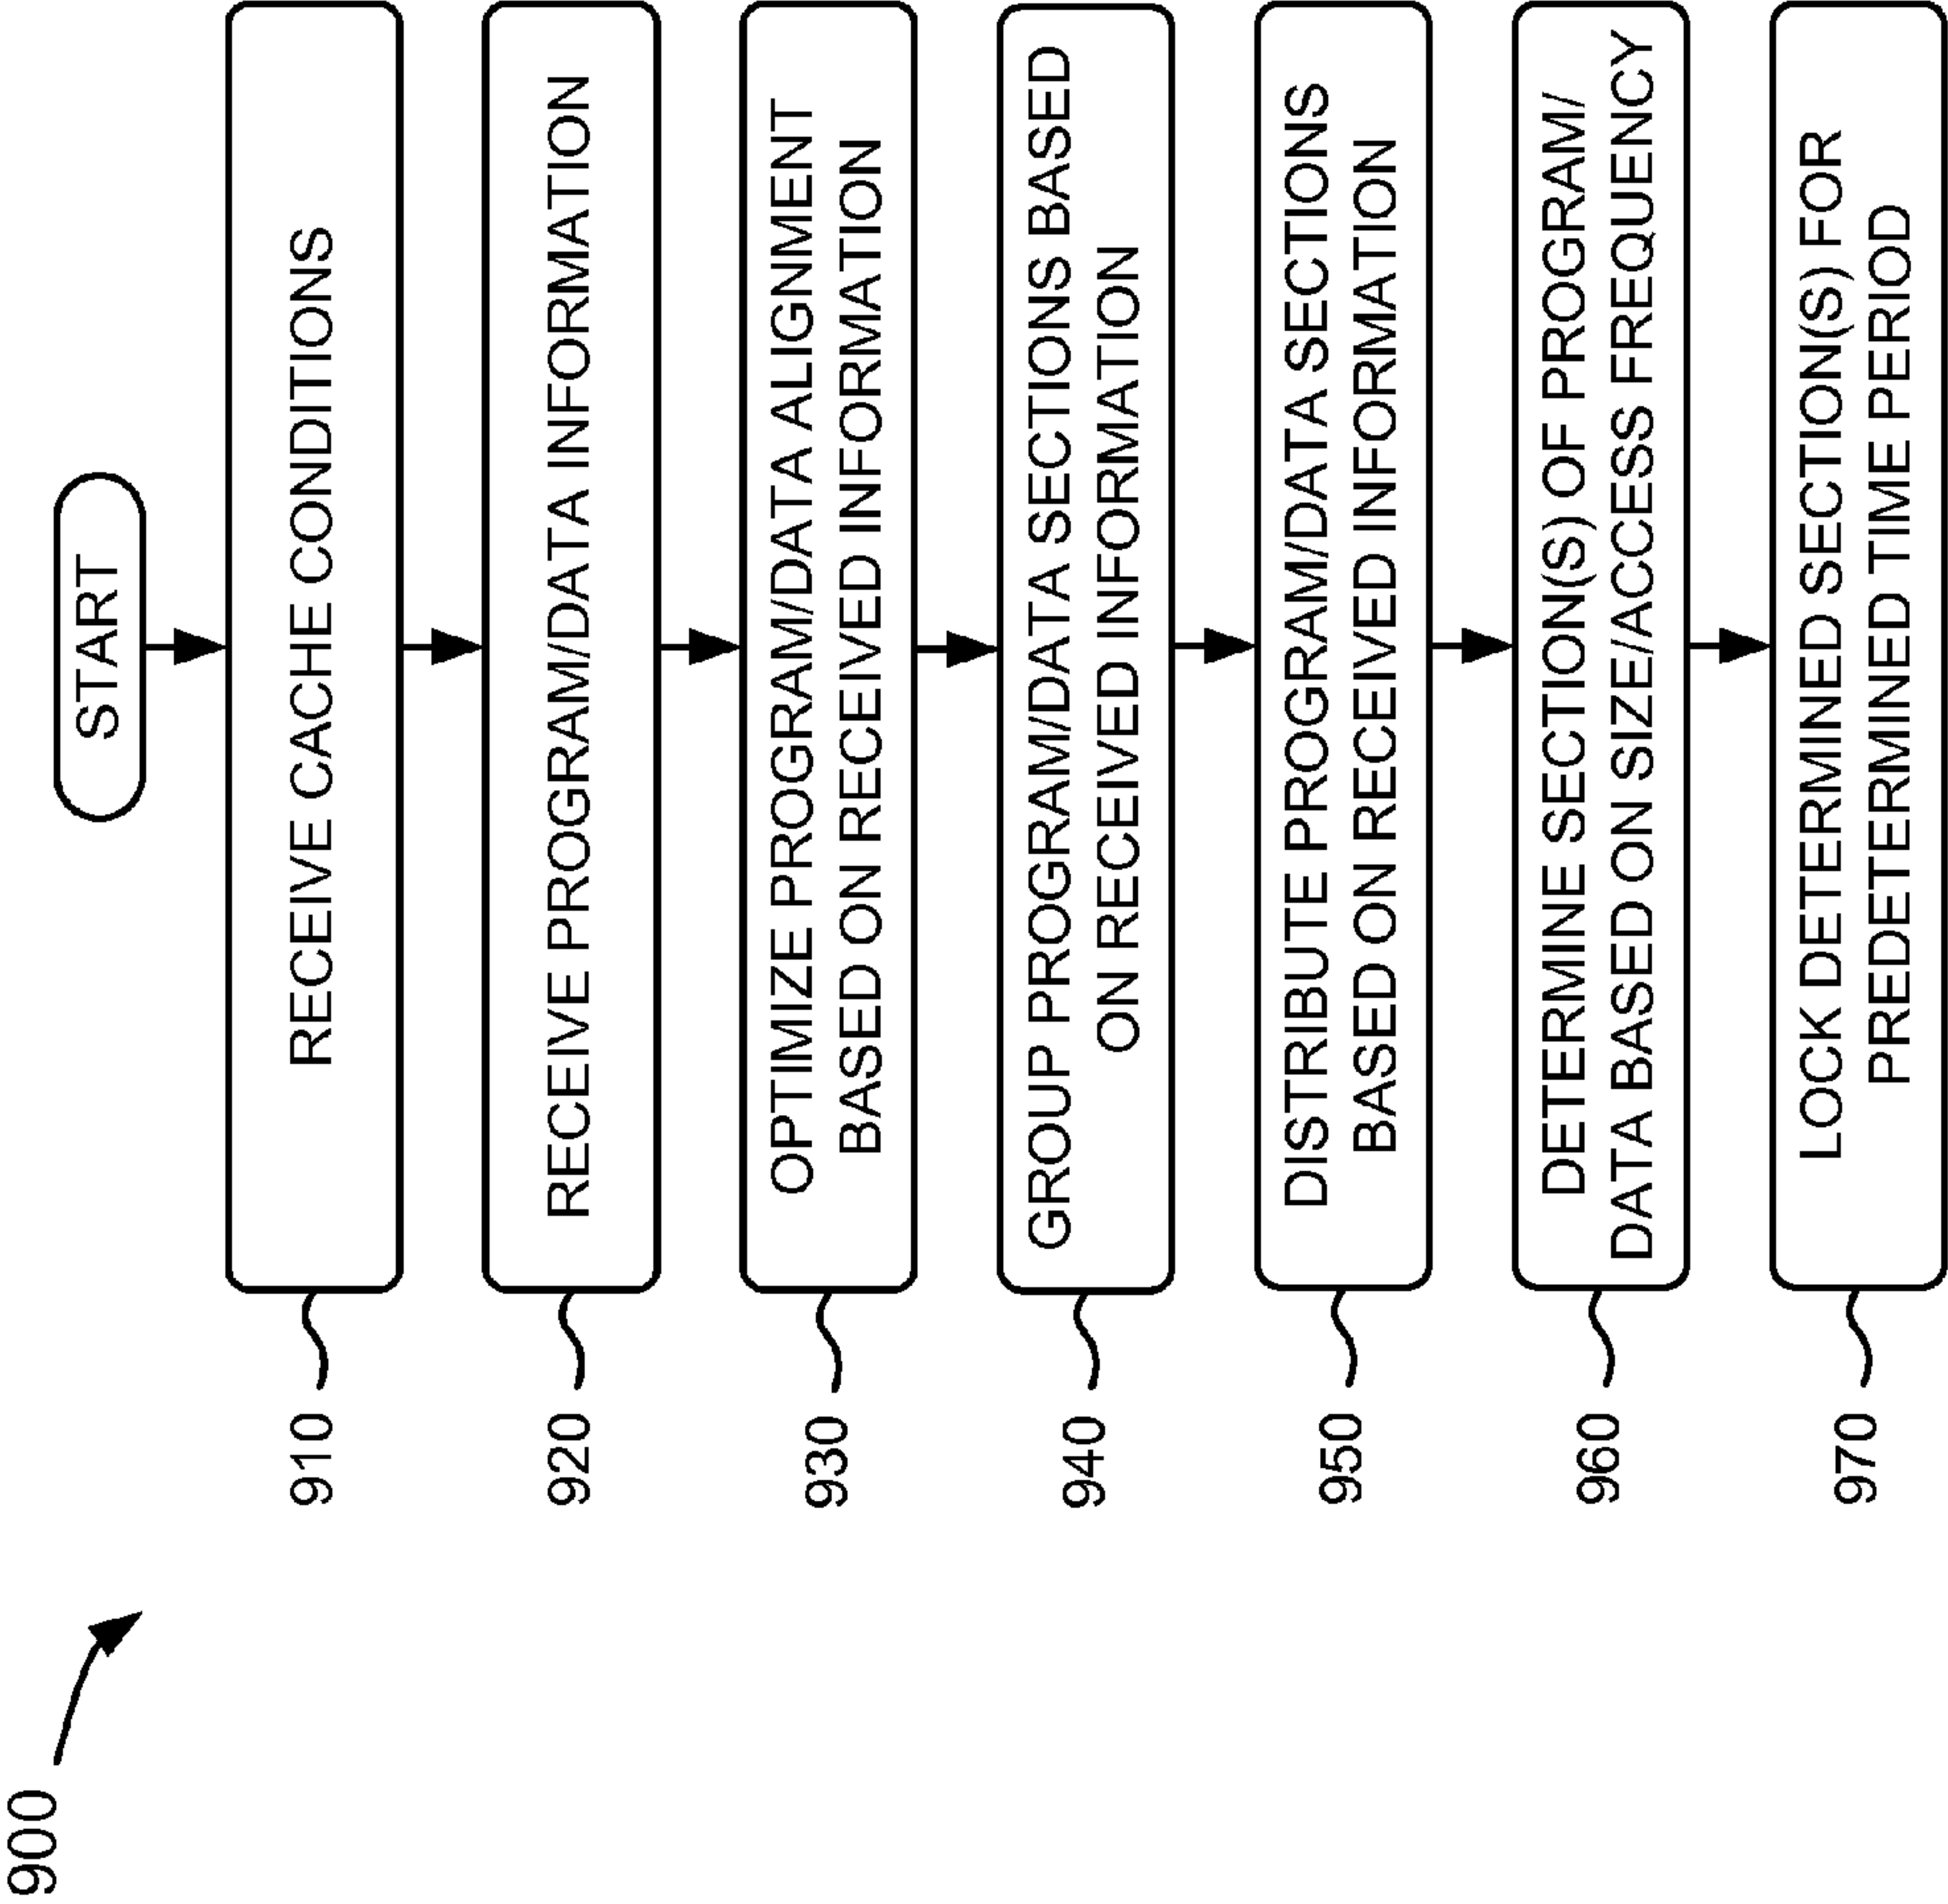 900
START
910
RECEIVE CACHE CONDITIONS
920
RECEIVE PROGRAM/DATA INFORMATION
930
OPTIMIZE PROGRAM/DATA ALIGNMENT
BASED ON RECEIVED INFORMATION
940
GROUP PROGRAM/DATA SECTIONS BASED
ON RECEIVED INFORMATION
950
DISTRIBUTE PROGRAM/DATA SECTIONS
BASED ON RECEIVED INFORMATION
960
DETERMINE SECTION(S) OF PROGRAM/
DATA BASED ON SIZE/ACCESS FREQUENCY
970
LOCK DETERMINED SECTION(S) FOR
PREDETERMINED TIME PERIOD